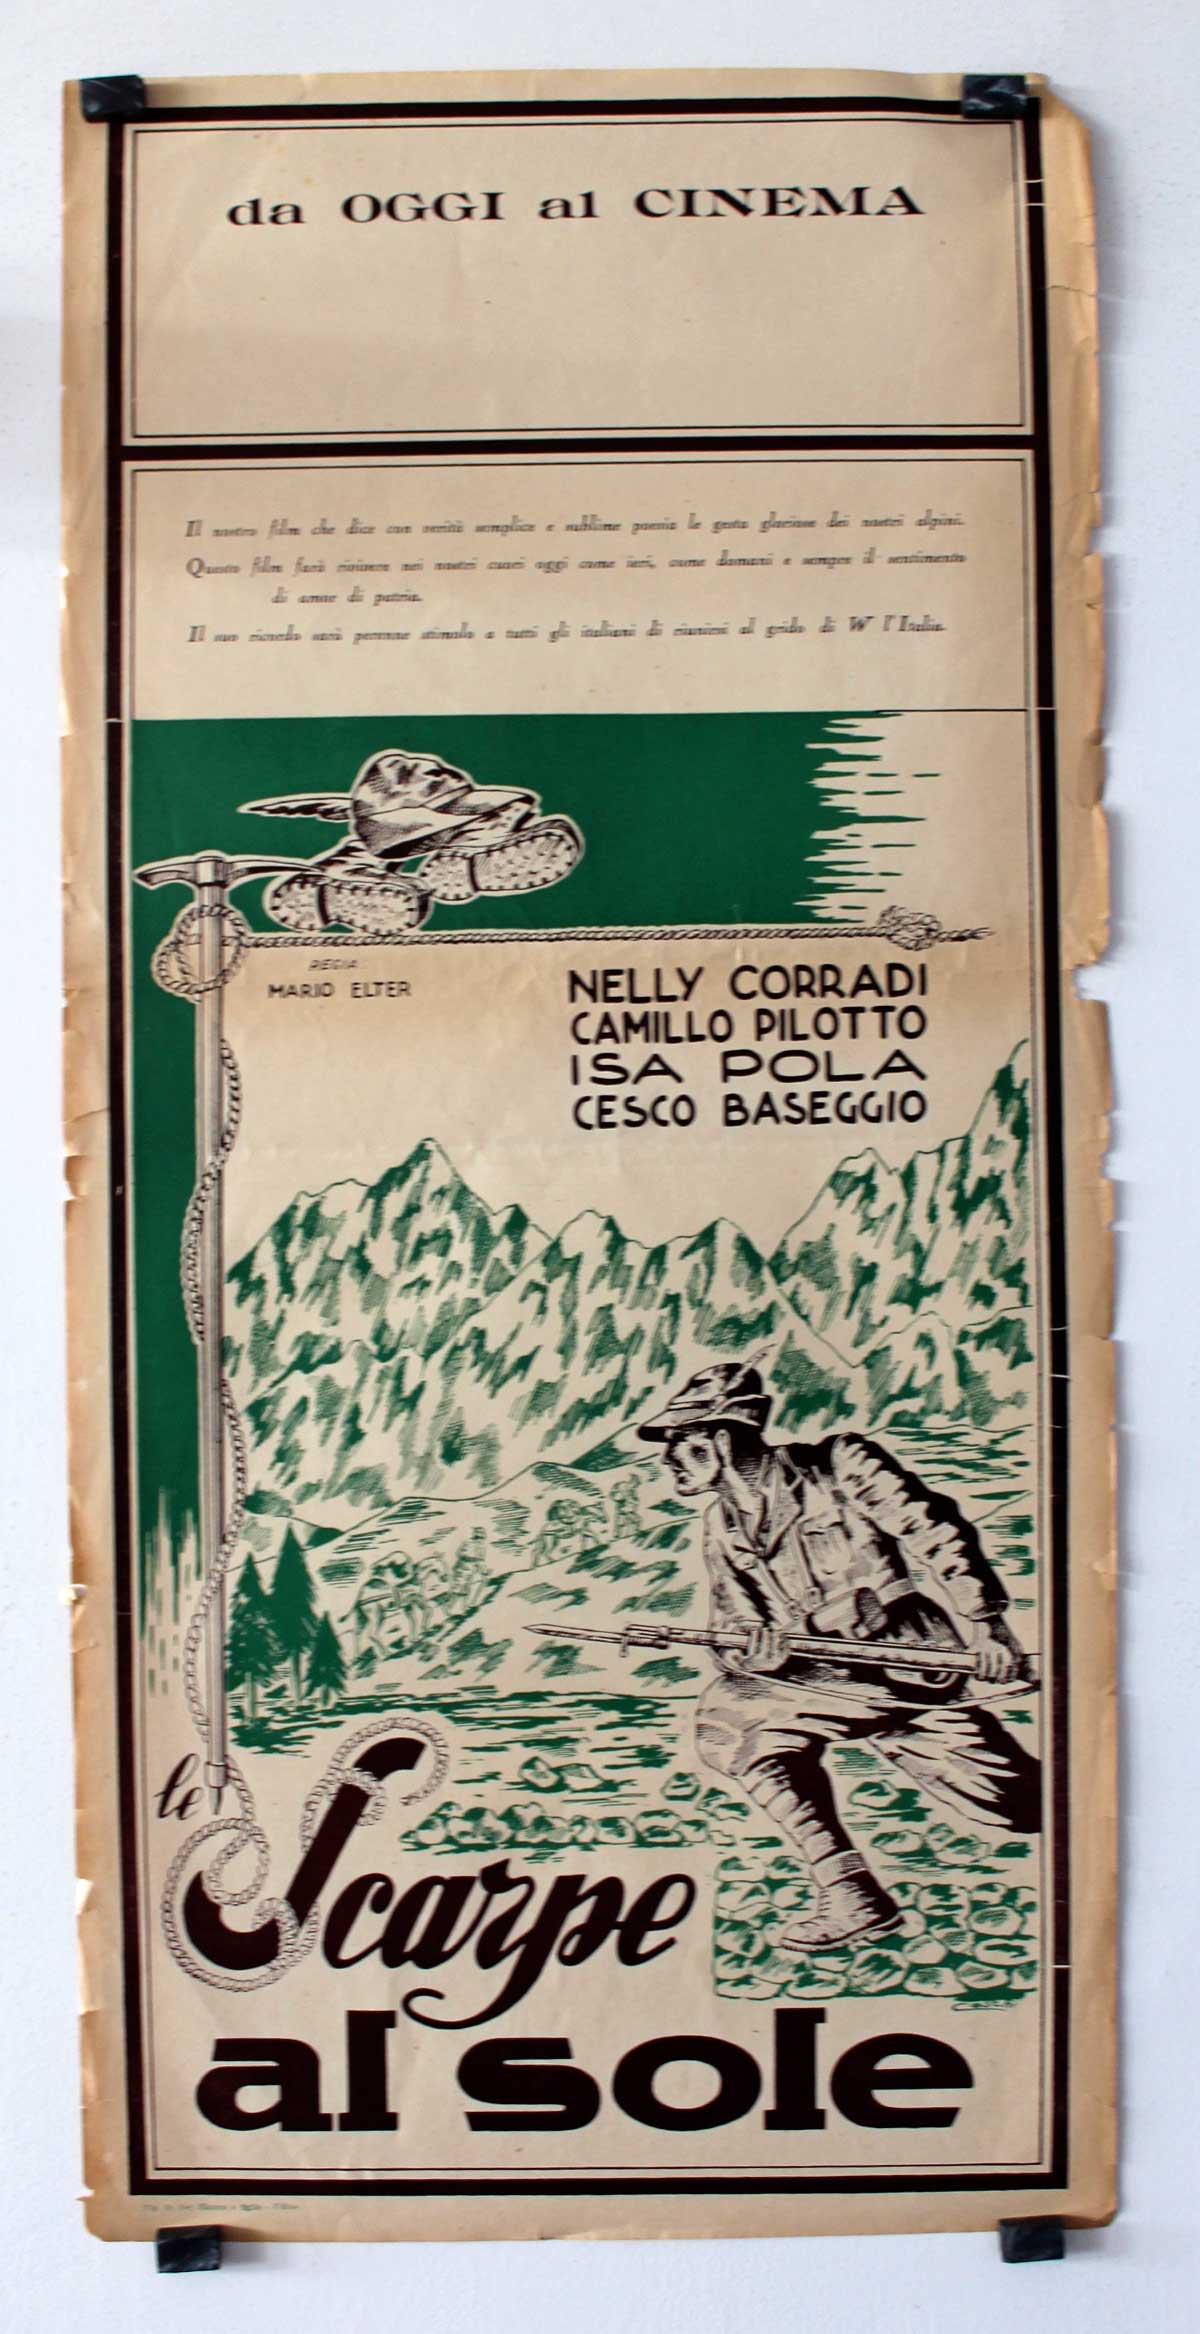 da OGGI al CINEMA
Il nostro film che dice con verità semplice e sublime poesia le gesta gloriose dei nostri alpini.
Questo film farà rivivere nei nostri cuori oggi come ieri, come domani e sempre il sentimento
di amor di patria.
Il suo ricordo sarà perenne stimolo a tutti gli italiani di riunirsi al grido di W l'Italia.
REGIA:
MARIO ELTER
NELLY CORRADI
CAMILLO PILOTTO
ISA POLA
CESCO BASEGGIO
le
Scarpe
al sole